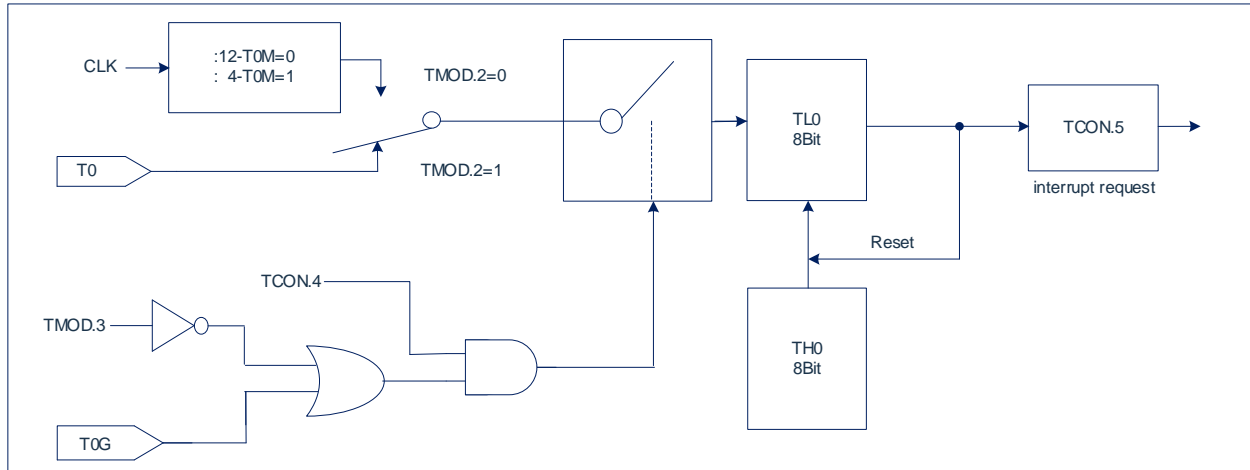 :12-T0M=0
CLK
: 4-T0M=1
TMOD.2=0
TL0
8Bit
TCON.5
T0
TMOD.2=1
interrupt request
Reset
TCON.4
TMOD.3
TH0
8Bit
T0G